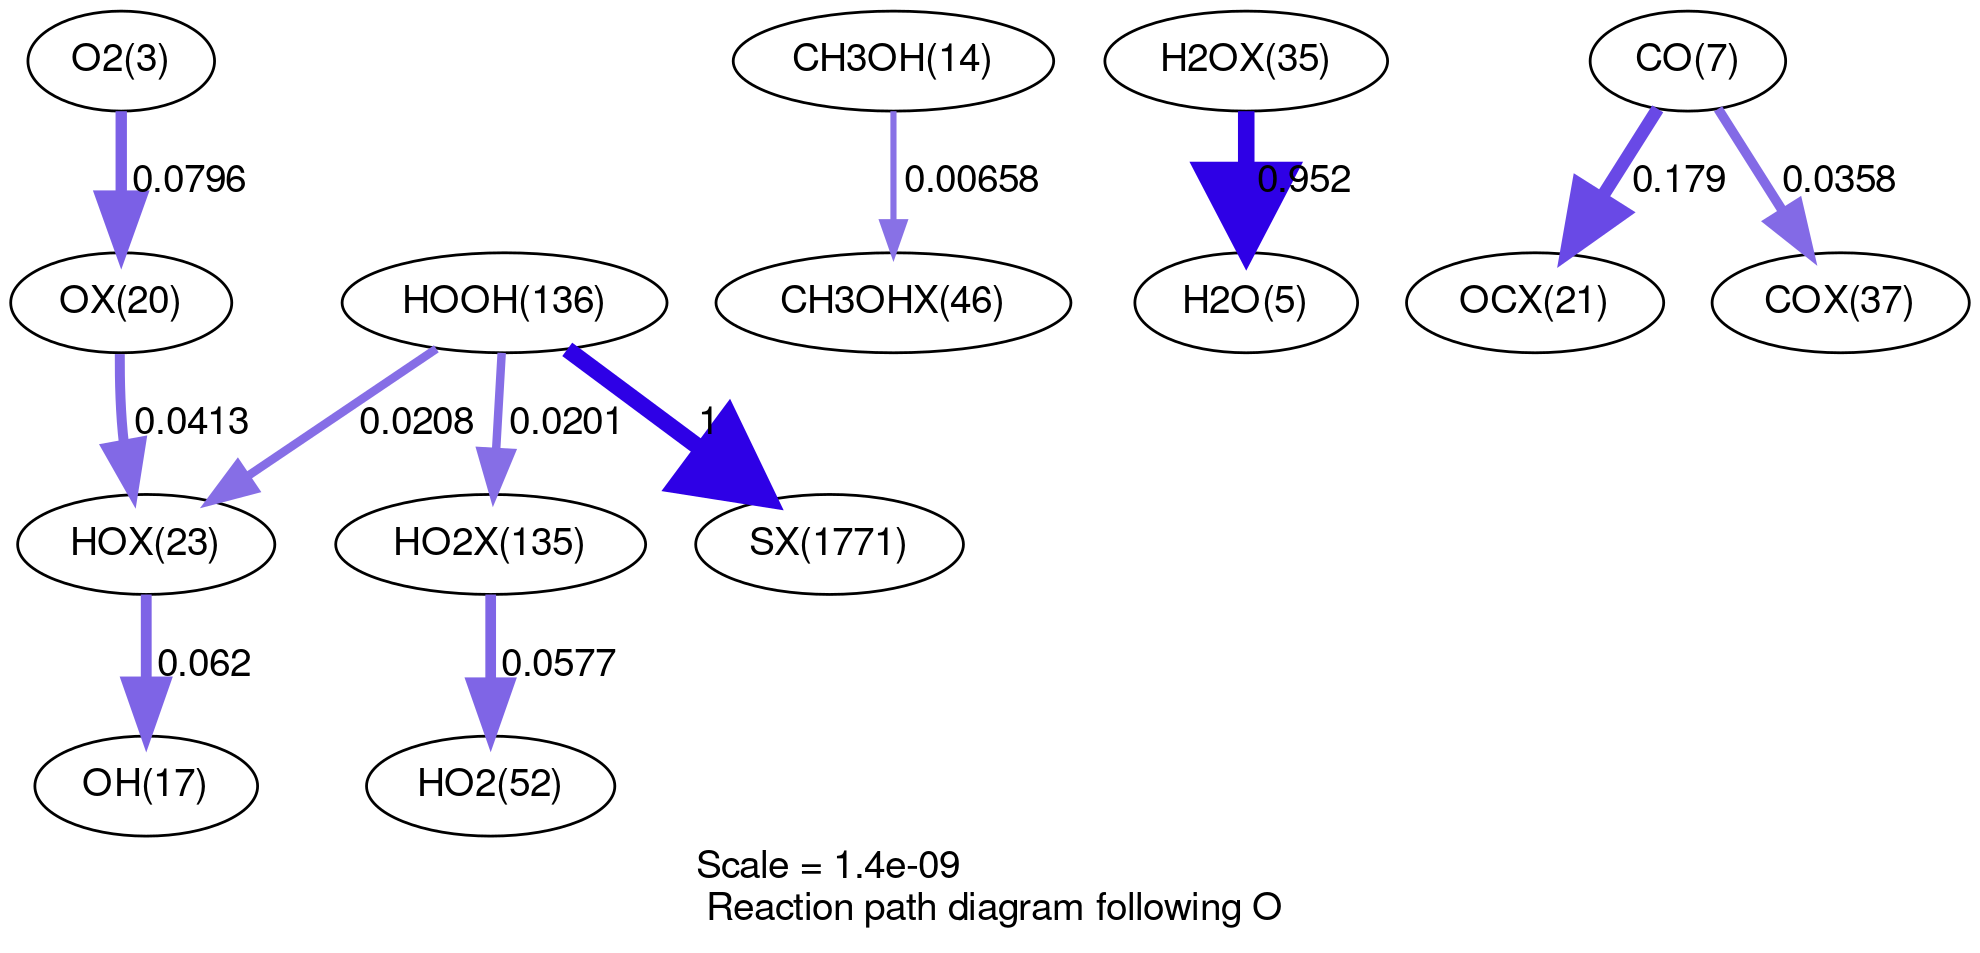 O2(3)
CH3OH(14)
H2OX(35)
CO(7)
0.0796
0.00658
0.952
0.179
0.0358
OX(20)
HOOH(136)
CH3OHX(46)
H2O(5)
OCX(21)
COX(37)
0.0413
0.0208
0.0201
1
HOX(23)
HO2X(135)
SX(1771)
0.062
0.0577
OH(17)
HO2(52)
Scale = 1.4e-09
Reaction path diagram following O